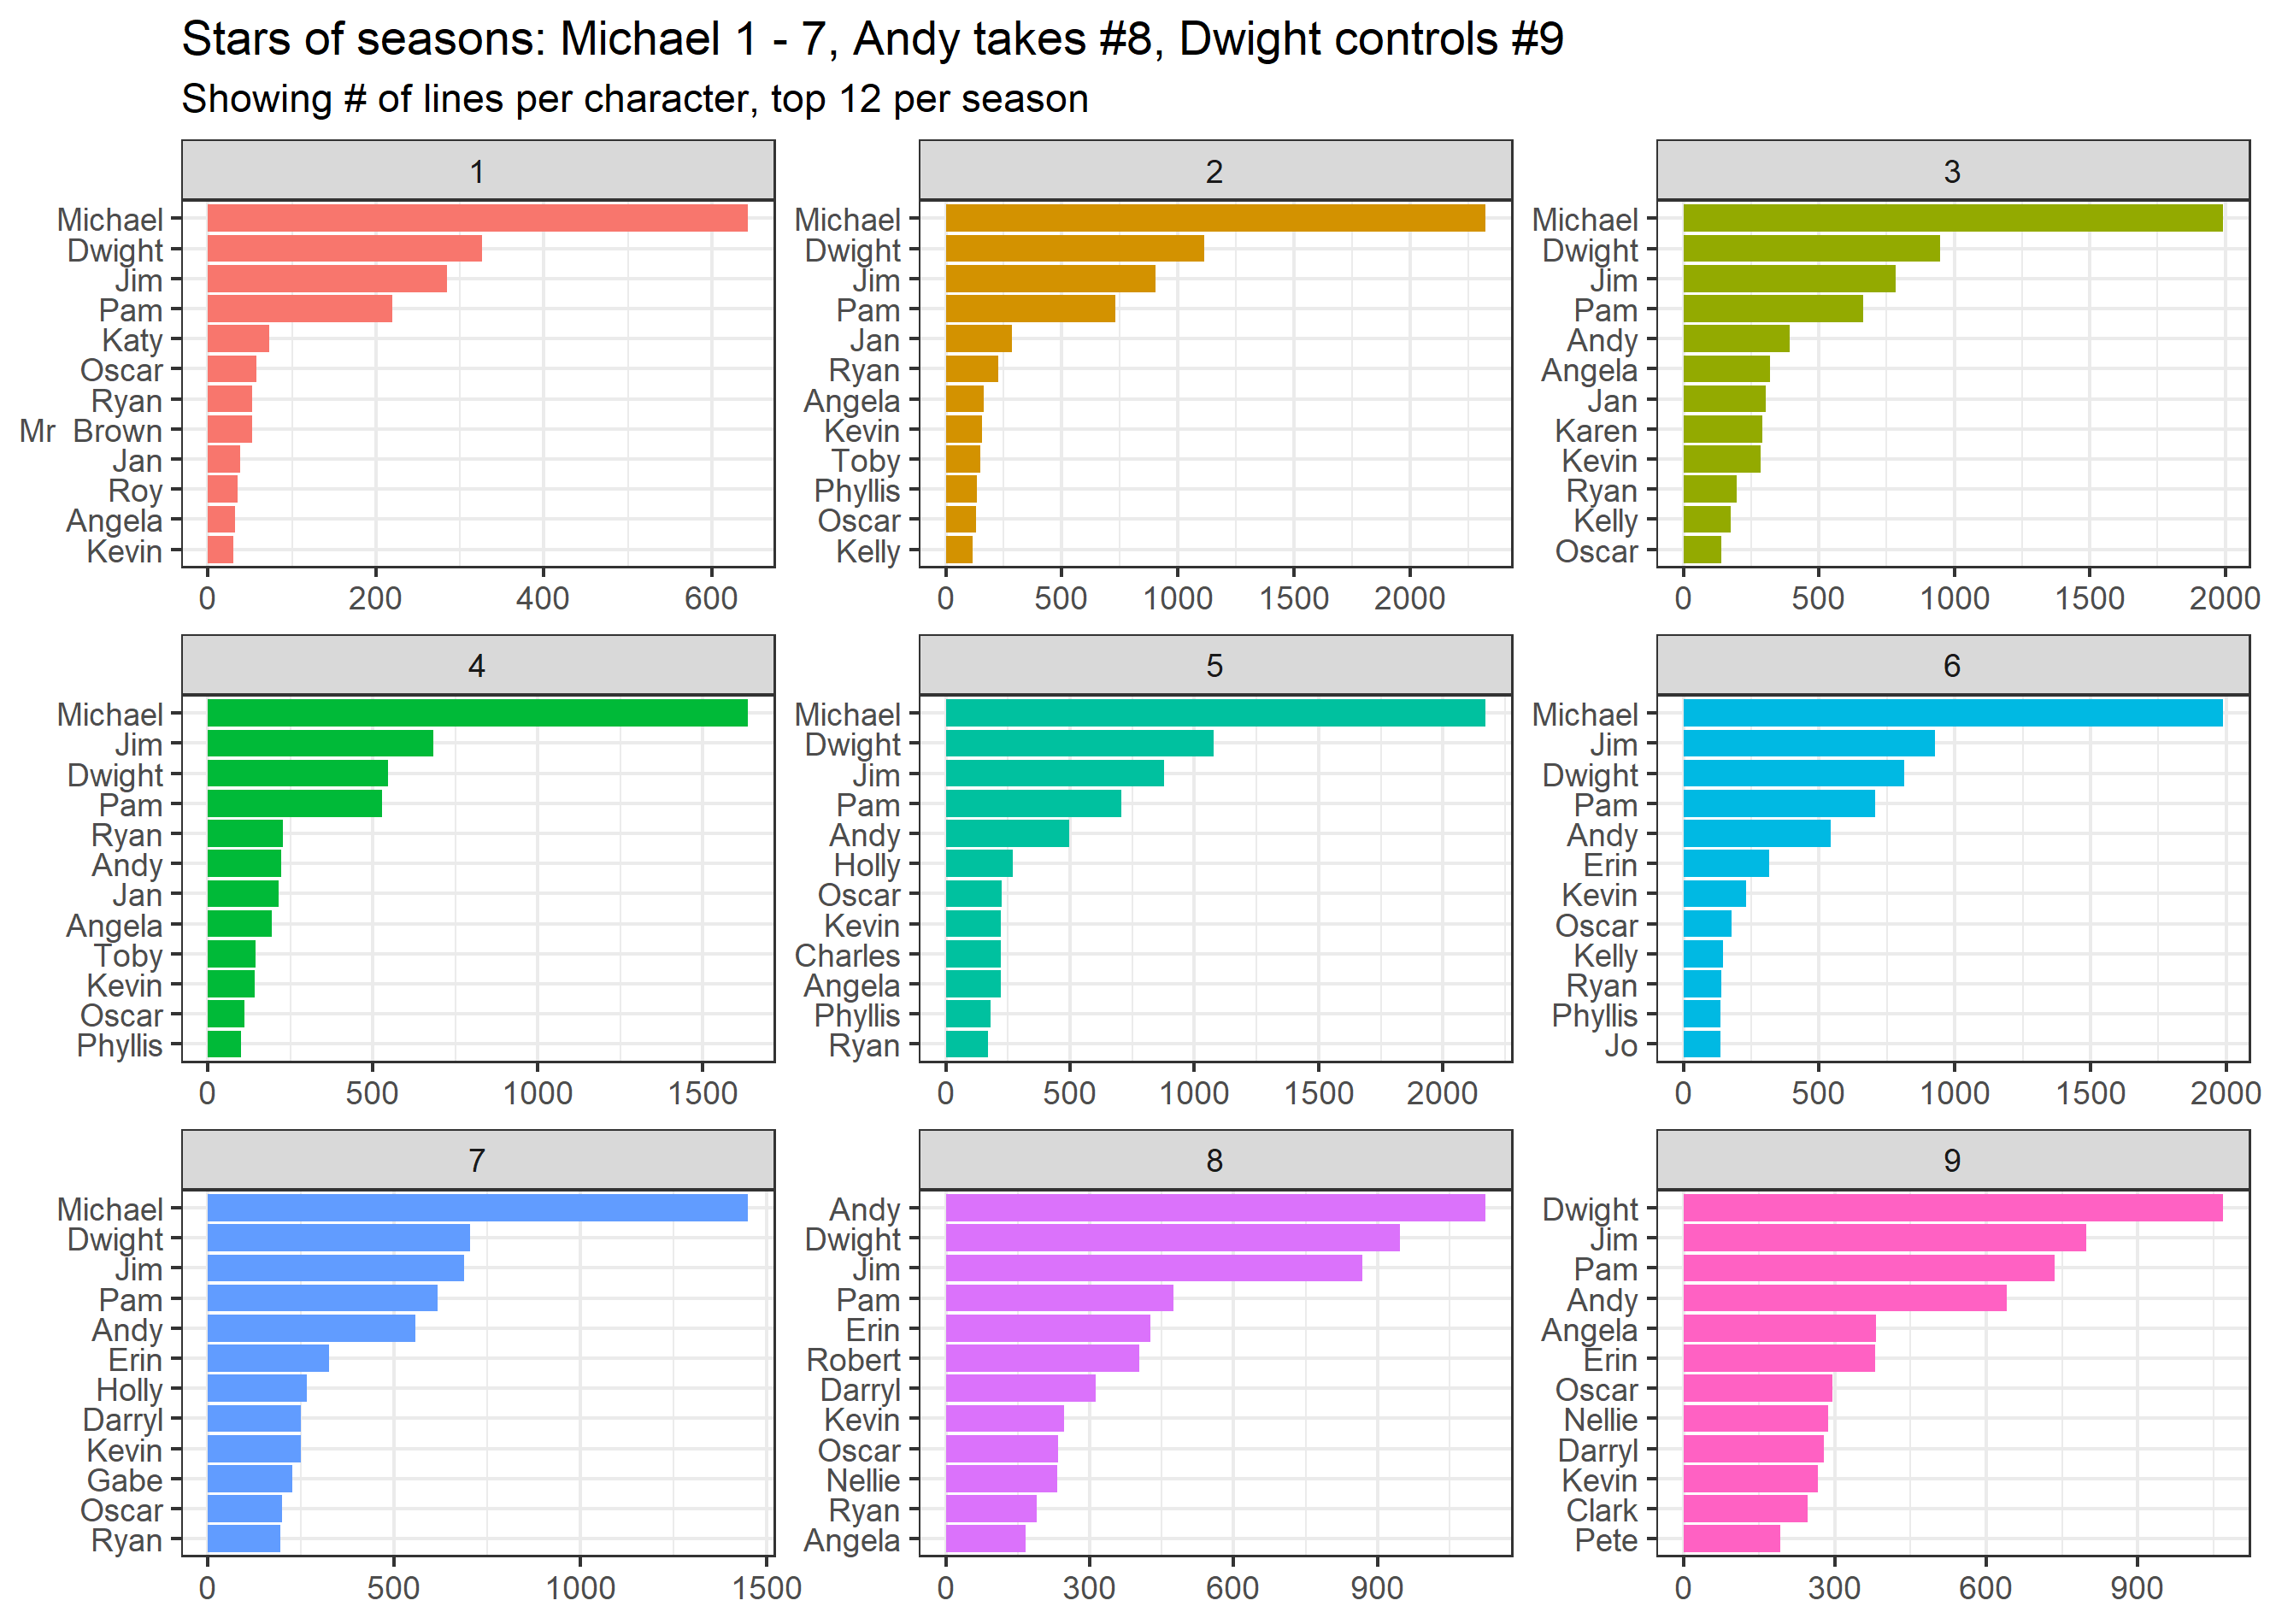 Stars of seasons: Michael 1 - 7, Andy takes #8, Dwight controls #9
Showing # of lines per character, top 12 per season
1
Michael
Dwight
Jim
Pam
Katy
Oscar
Ryan
Mr  Brown
Jan
Roy
Angela
Kevin
0 200 400 600
2
Michael
Dwight
Jim
Pam
Jan
Ryan
Angela
Kevin
Toby
Phyllis
Oscar
Kelly
0 500 1000 1500 2000
3
Michael
Dwight
Jim
Pam
Andy
Angela
Jan
Karen
Kevin
Ryan
Kelly
Oscar
0 500 1000 1500 2000
4
Michael
Jim
Dwight
Pam
Ryan
Andy
Jan
Angela
Toby
Kevin
Oscar
Phyllis
0 500 1000 1500
5
Michael
Dwight
Jim
Pam
Andy
Holly
Oscar
Kevin
Charles
Angela
Phyllis
Ryan
0 500 1000 1500 2000
6
Michael
Jim
Dwight
Pam
Andy
Erin
Kevin
Oscar
Kelly
Ryan
Phyllis
Jo
0 500 1000 1500 2000
7
Michael
Dwight
Jim
Pam
Andy
Erin
Holly
Darryl
Kevin
Gabe
Oscar
Ryan
0 500 1000 1500
8
Andy
Dwight
Jim
Pam
Erin
Robert
Darryl
Kevin
Oscar
Nellie
Ryan
Angela
0 300 600 900
9
Dwight
Jim
Pam
Andy
Angela
Erin
Oscar
Nellie
Darryl
Kevin
Clark
Pete
0 300 600 900